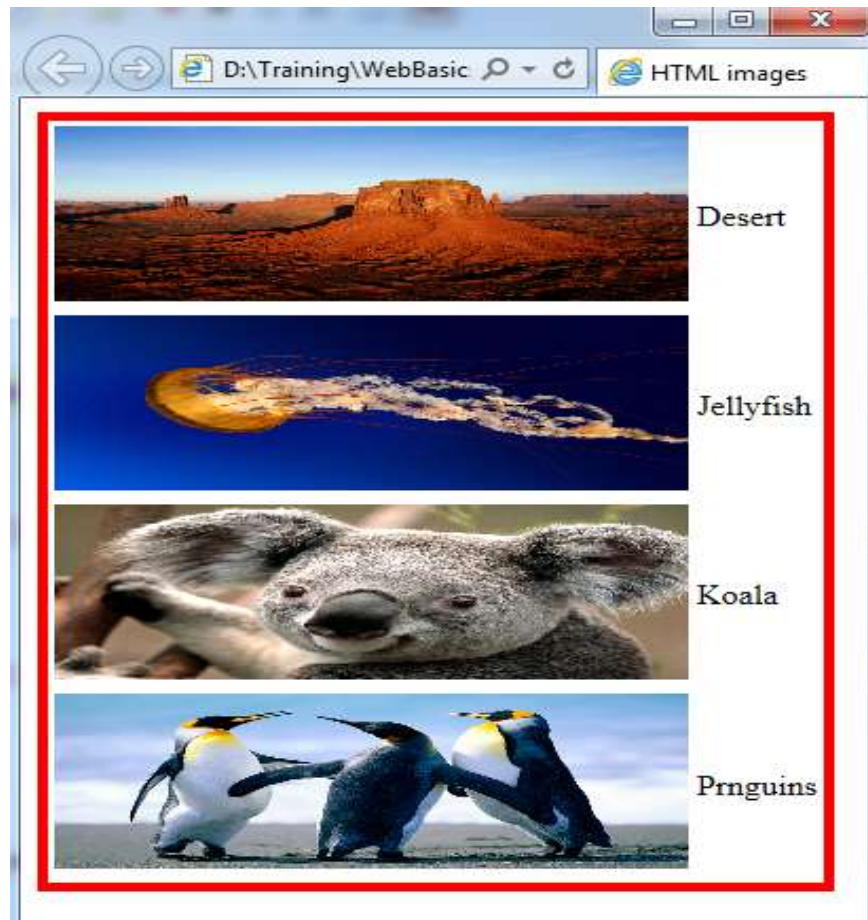 D:\Training\WebBasic
HTML images
Desert
Jellyfish
Koala
Prnguins